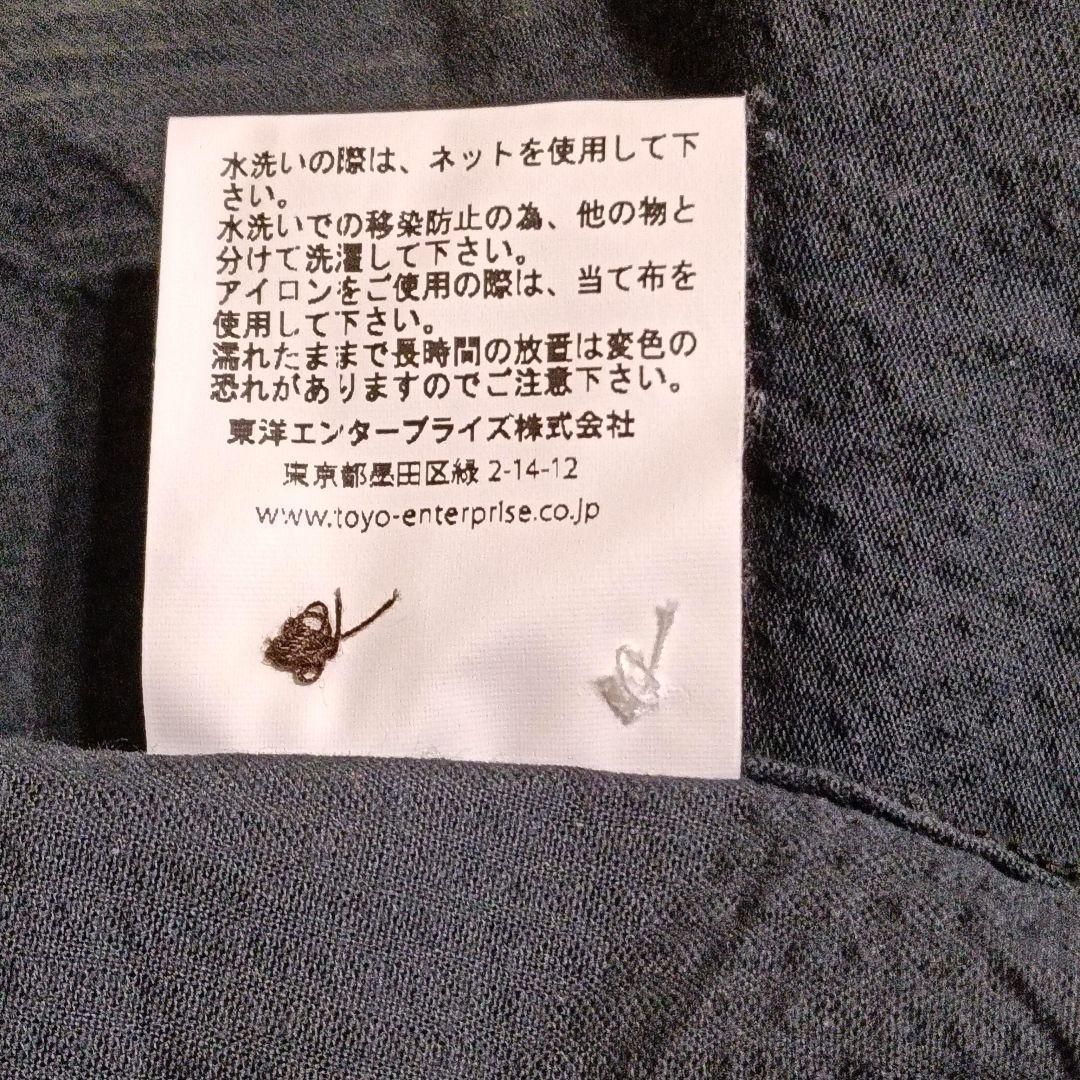 水洗いの際は、ネットを使用して下
さい。
水洗いでの移染防止の為、他の物と
分けて洗濯して下さい。
アイロンをご使用の際は、当て布を
使用して下さい。
濡れたままで長時間の放置は変色の
恐れがありますのでご注意下さい。
東洋エンタープライズ株式会社
東京都墨田区緑 2-14-12
www.toyo-enterprise.co.jp